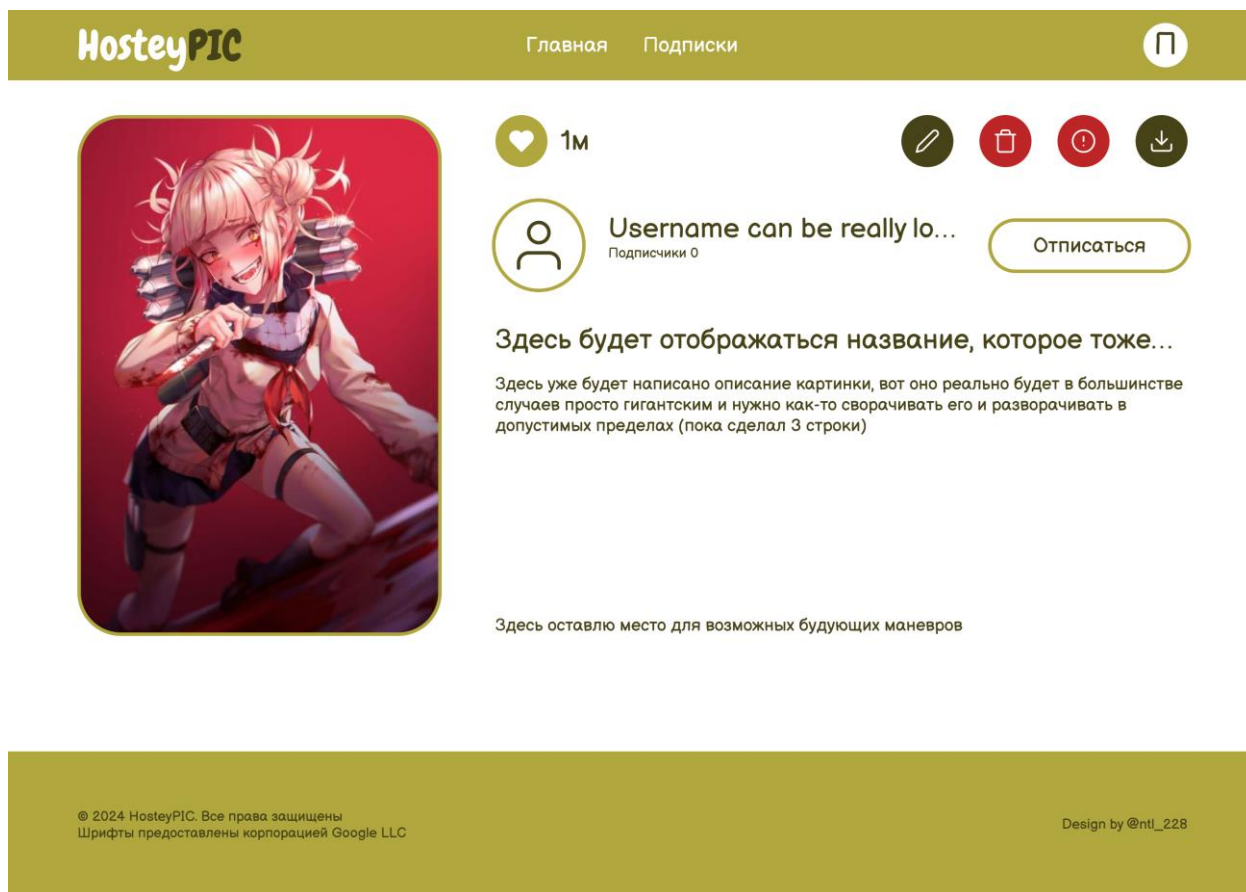 HosteyPIC
Главная Подписки
П
1м
Username can be really lo...
Подписчики 0
Отписаться
Здесь будет отображаться название, которое тоже...
Здесь уже будет написано описание картинки, вот оно реально будет в большинстве
случаев просто гигантским и нужно как-то сворачивать его и разворачивать в
допустимых пределах (пока сделал 3 строки)
Здесь оставлю место для возможных будующих маневров
© 2024 HosteyPIC. Все права защищены
Шрифты предоставлены корпорацией Google LLC
Design by @ntl_228